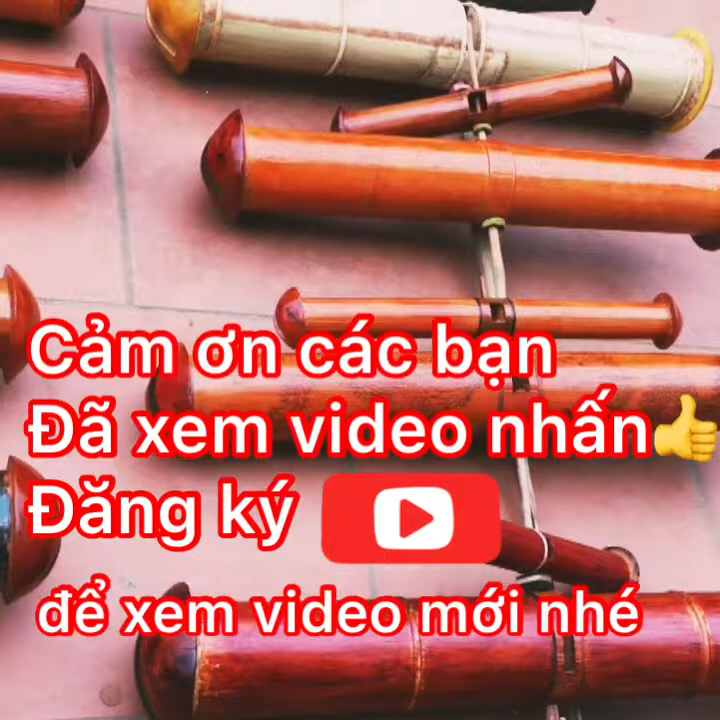 Cảm ơn các bạn
Đã xem video nhấn👍
Đăng ký
để xem video mới nhé